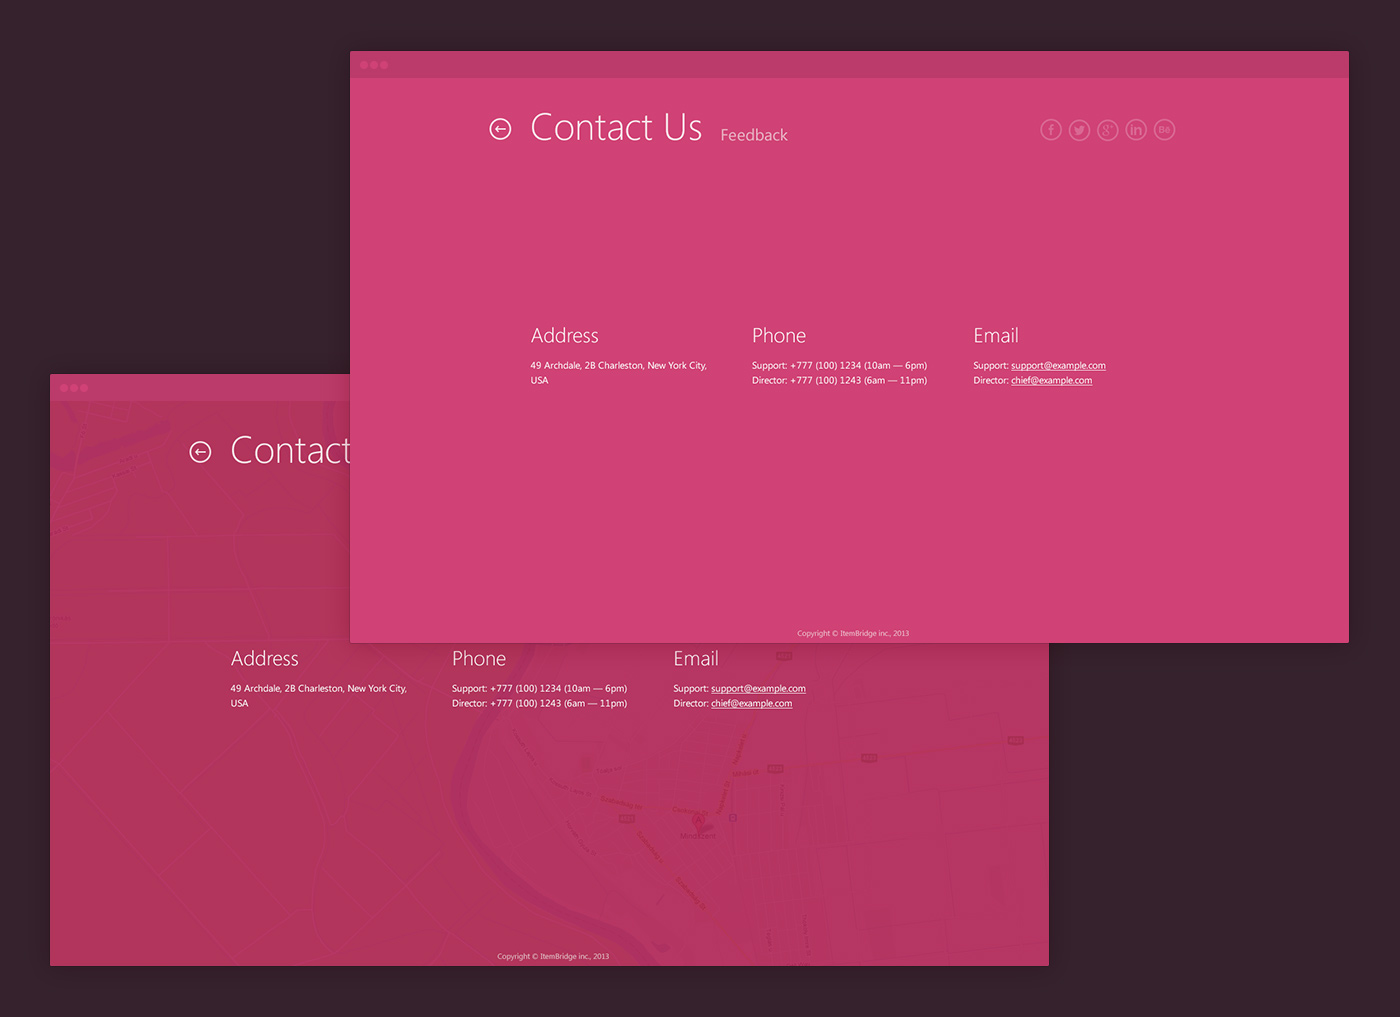 Contact Us Feedback
f g+ in Bē
Address
49 Archdale, 2B Charleston, New York City,
USA
Phone
Support: +777 (100) 1234 (10am — 6pm)
Director: +777 (100) 1243 (6am — 11pm)
Email
Support: support@example.com
Director: chief@example.com
Copyright © ItemBridge inc., 2013
Contact
Address
49 Archdale, 2B Charleston, New York City,
USA
Phone
Support: +777 (100) 1234 (10am — 6pm)
Director: +777 (100) 1243 (6am — 11pm)
Email
Support: support@example.com
Director: chief@example.com
Copyright © ItemBridge inc., 2013